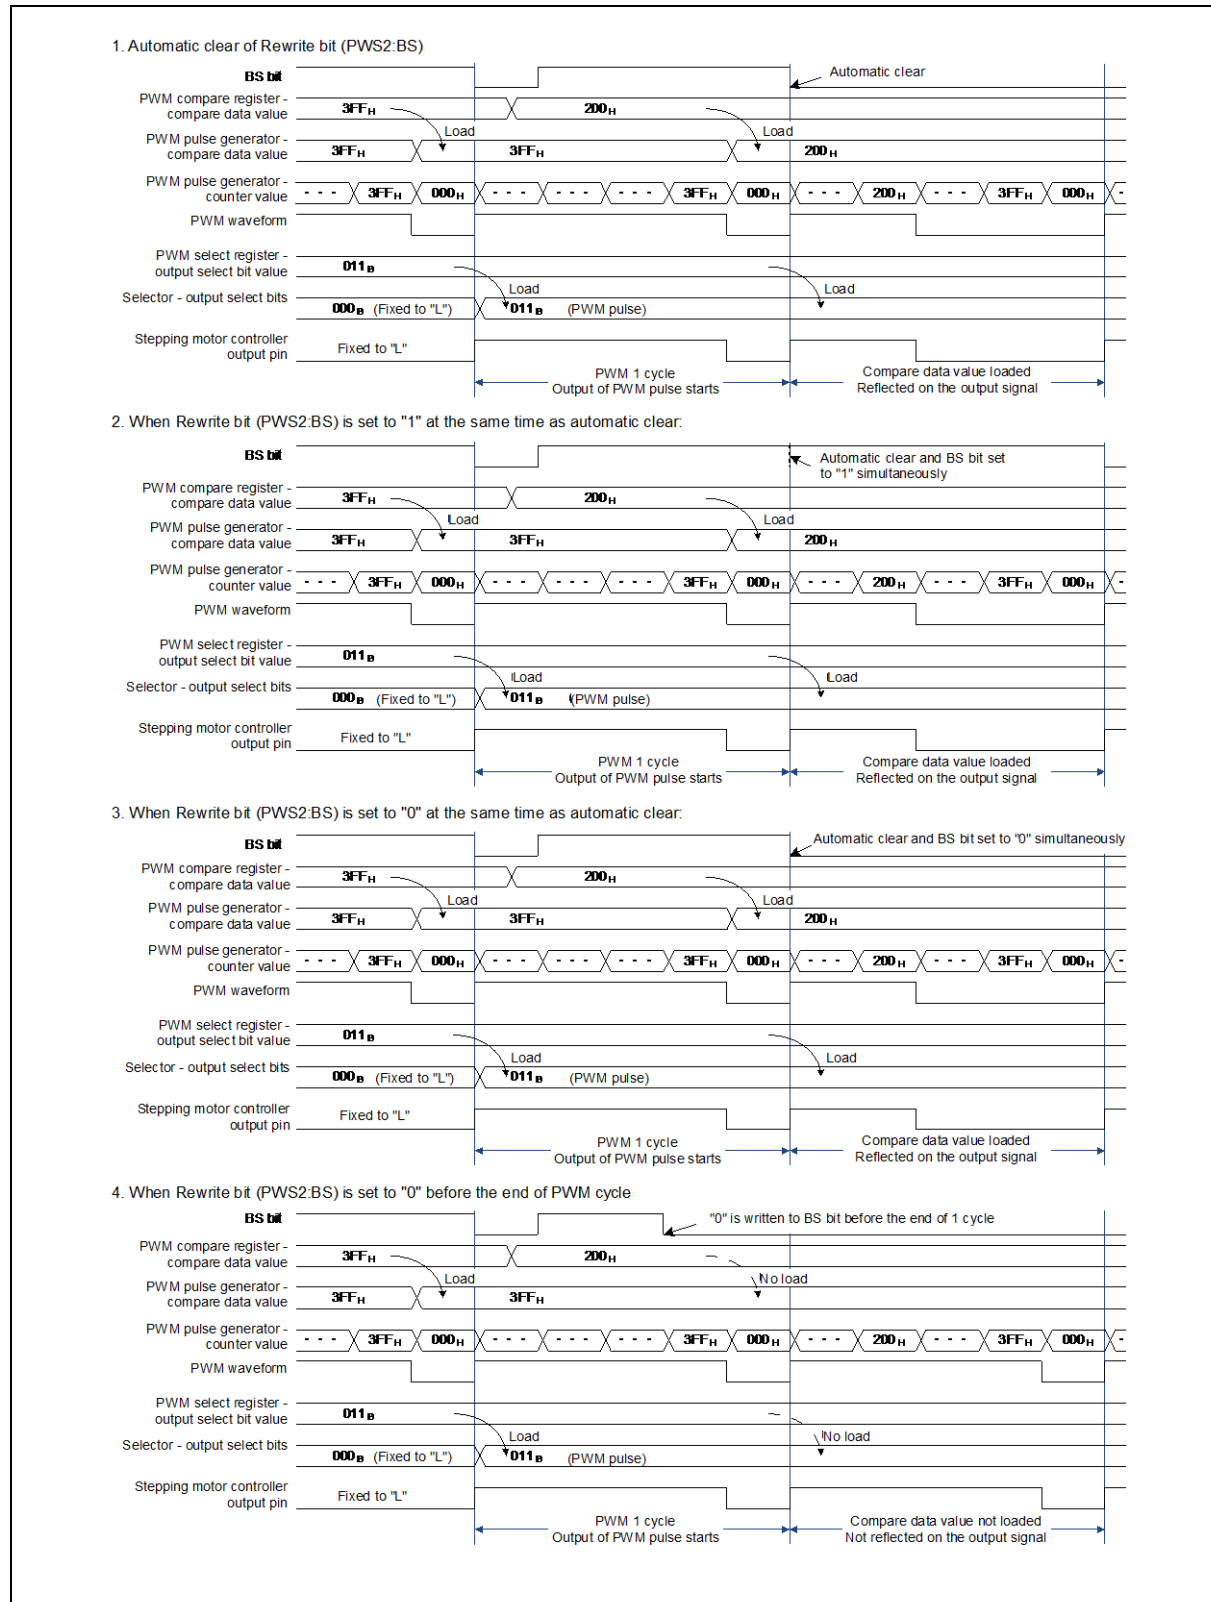 1. Automatic clear of Rewrite bit (PWS2:BS)
BS bit
Automatic clear
PWM compare register -
compare data value
3FFH
200H
Load
Load
PWM pulse generator -
compare data value
3FFH
3FFH
200H
PWM pulse generator -
counter value
- - - 3FFH 000H - - - - - - - - - 3FFH 000H - - - 200H - - - 3FFH 000H -
PWM waveform
PWM select register -
output select bit value
011B
Load
Load
Selector - output select bits
000B (Fixed to "L")
011B (PWM pulse)
Stepping motor controller
output pin
Fixed to "L"
PWM 1 cycle
Output of PWM pulse starts
Compare data value loaded
Reflected on the output signal
2. When Rewrite bit (PWS2:BS) is set to "1" at the same time as automatic clear:
BS bit
Automatic clear and BS bit set
to "1" simultaneously
PWM compare register -
compare data value
3FFH
200H
Load
Load
PWM pulse generator -
compare data value
3FFH
3FFH
200H
PWM pulse generator -
counter value
- - - 3FFH 000H - - - - - - - - - 3FFH 000H - - - 200H - - - 3FFH 000H -
PWM waveform
PWM select register -
output select bit value
011B
Load
Load
Selector - output select bits
000B (Fixed to "L")
011B (PWM pulse)
Stepping motor controller
output pin
Fixed to "L"
PWM 1 cycle
Output of PWM pulse starts
Compare data value loaded
Reflected on the output signal
3. When Rewrite bit (PWS2:BS) is set to "0" at the same time as automatic clear:
BS bit
Automatic clear and BS bit set to "0" simultaneously
PWM compare register -
compare data value
3FFH
200H
Load
Load
PWM pulse generator -
compare data value
3FFH
3FFH
200H
PWM pulse generator -
counter value
- - - 3FFH 000H - - - - - - - - - 3FFH 000H - - - 200H - - - 3FFH 000H -
PWM waveform
PWM select register -
output select bit value
011B
Load
Load
Selector - output select bits
000B (Fixed to "L")
011B (PWM pulse)
Stepping motor controller
output pin
Fixed to "L"
PWM 1 cycle
Output of PWM pulse starts
Compare data value loaded
Reflected on the output signal
4. When Rewrite bit (PWS2:BS) is set to "0" before the end of PWM cycle
BS bit
"0" is written to BS bit before the end of 1 cycle
PWM compare register -
compare data value
3FFH
200H
Load
No load
PWM pulse generator -
compare data value
3FFH
3FFH
PWM pulse generator -
counter value
- - - 3FFH 000H - - - - - - - - - 3FFH 000H - - - 200H - - - 3FFH 000H -
PWM waveform
PWM select register -
output select bit value
011B
Load
No load
Selector - output select bits
000B (Fixed to "L")
011B (PWM pulse)
Stepping motor controller
output pin
Fixed to "L"
PWM 1 cycle
Output of PWM pulse starts
Compare data value not loaded
Not reflected on the output signal